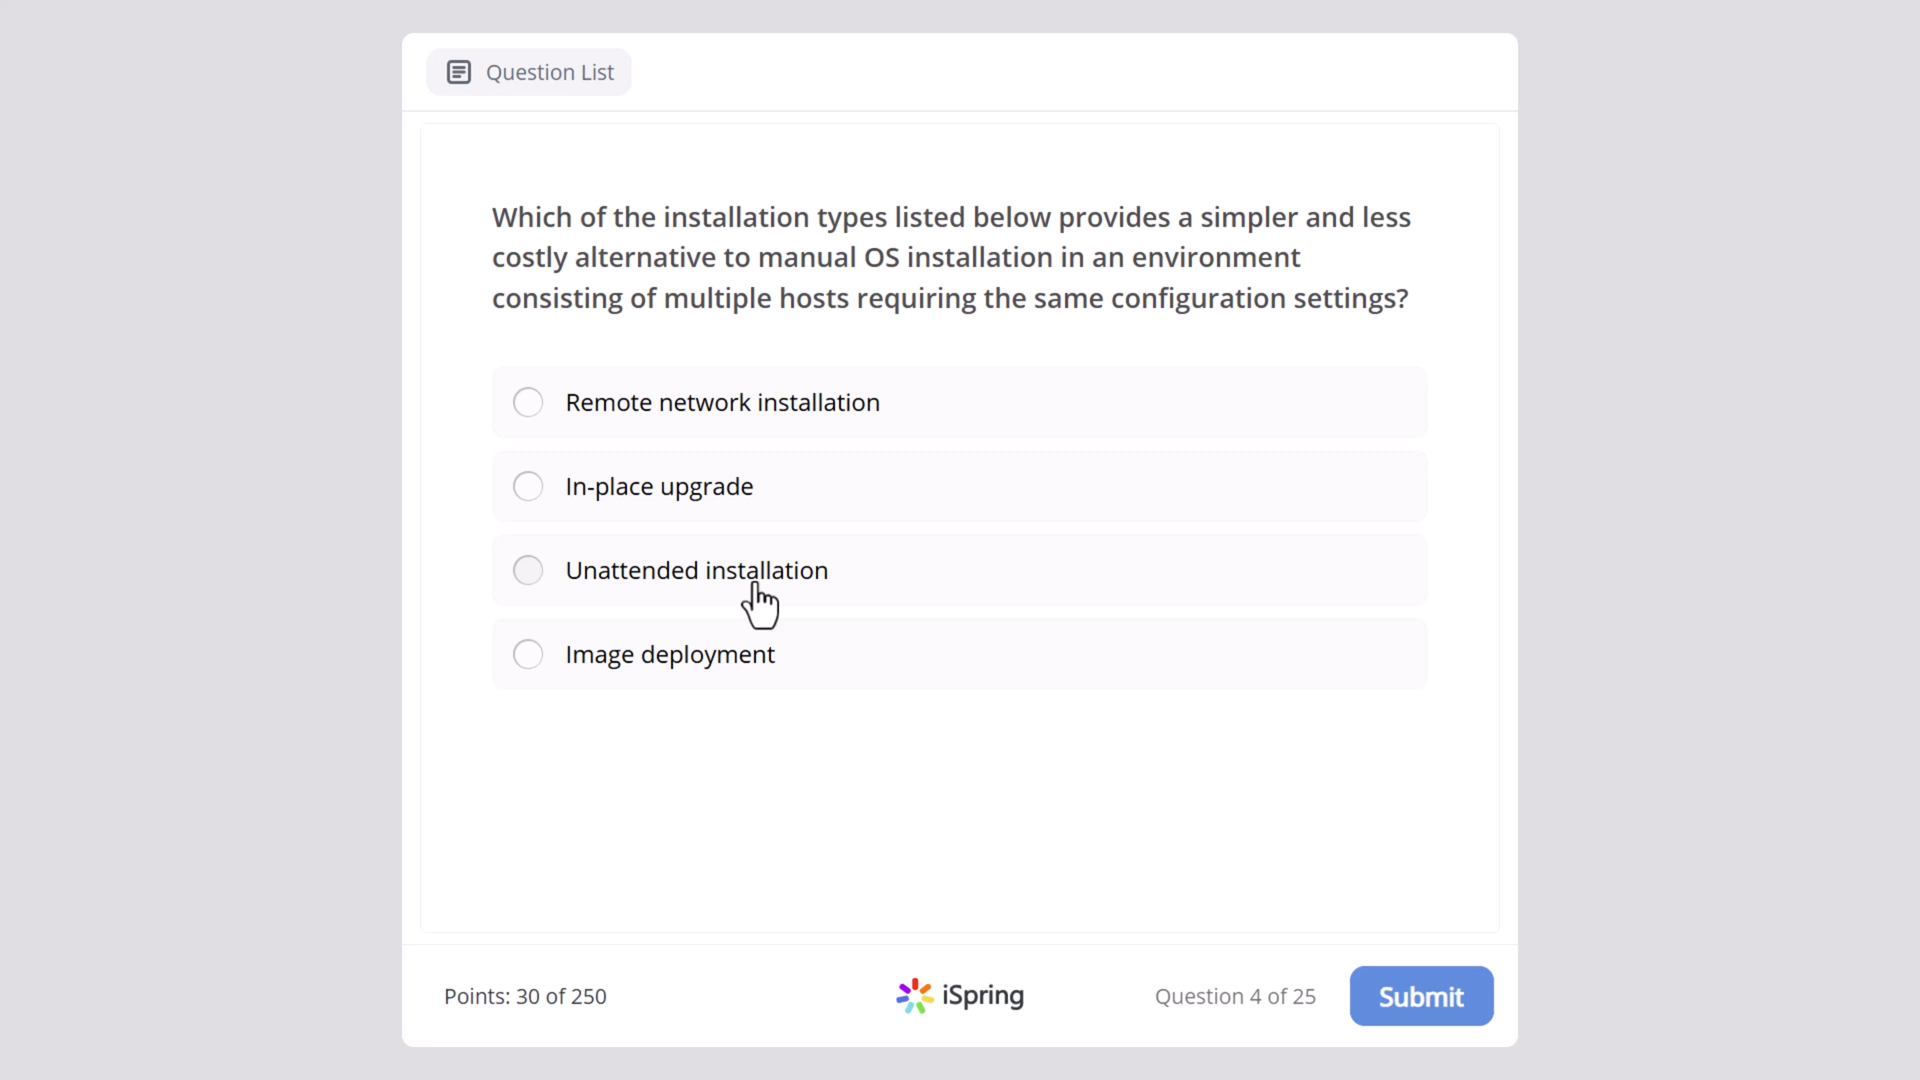 Question List
Which of the installation types listed below provides a simpler and less
costly alternative to manual OS installation in an environment
consisting of multiple hosts requiring the same configuration settings?
Remote network installation
In-place upgrade
Unattended installation
Image deployment
Points: 30 of 250
iSpring
Question 4 of 25
Submit